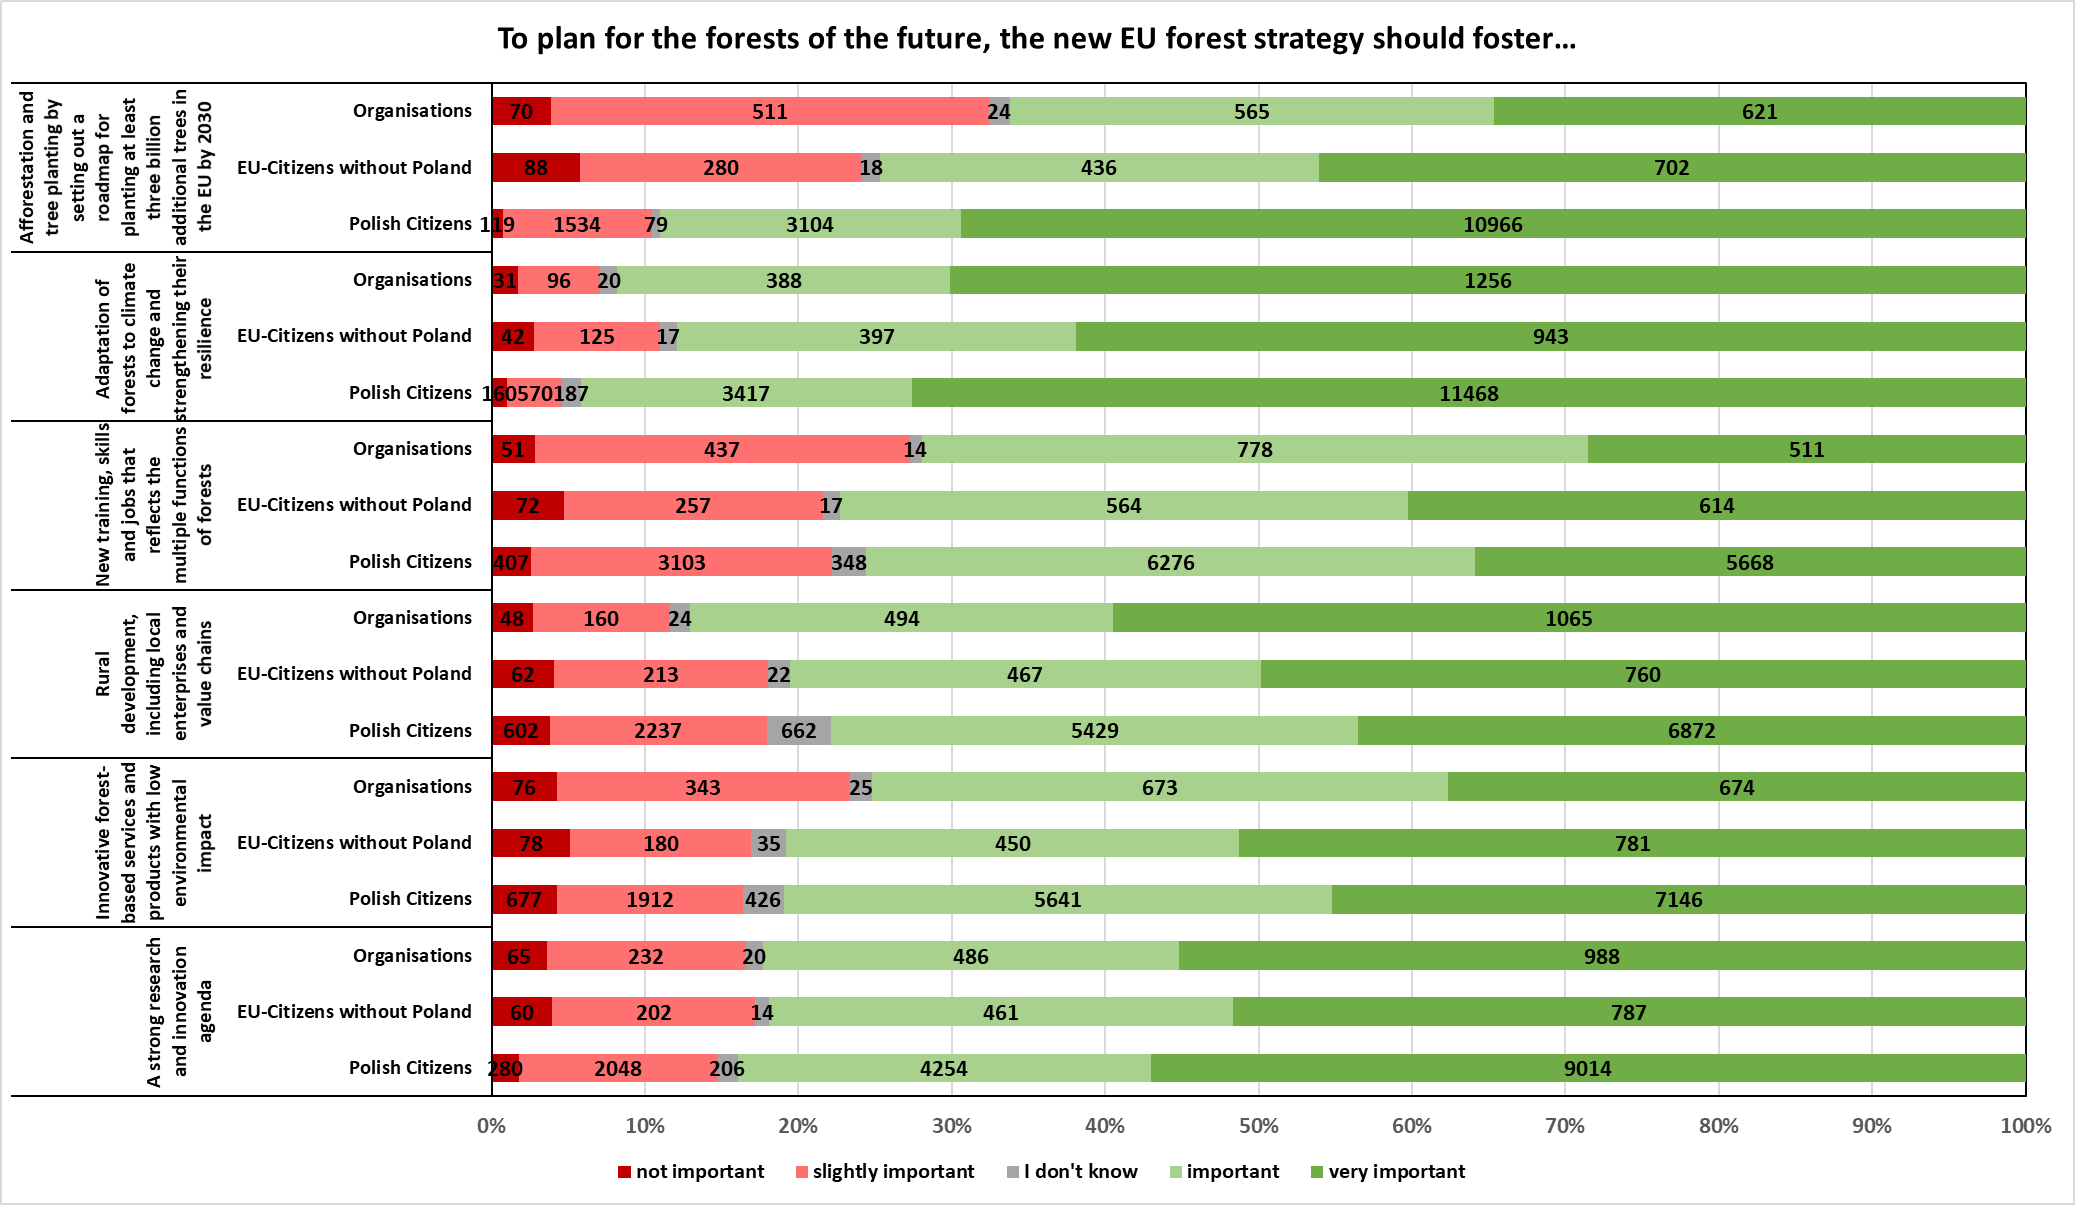 To plan for the forests of the future, the new EU forest strategy should foster...
Afforestation and
tree planting by
setting out a
roadmap for
planting at least
three billion
additional trees in
the EU by 2030
Organisations
70 511 24 565 621
EU-Citizens without Poland
88 280 18 436 702
Polish Citizens
119 1534 79 3104 10966
Adaptation of
forests to climate
change and
strengthening their
resilience
Organisations
31 96 20 388 1256
EU-Citizens without Poland
42 125 17 397 943
Polish Citizens
160 570 187 3417 11468
New training, skills
and jobs that
reflects the
multiple functions
of forests
Organisations
51 437 14 778 511
EU-Citizens without Poland
72 257 17 564 614
Polish Citizens
407 3103 348 6276 5668
Rural
development,
including local
enterprises and
value chains
Organisations
48 160 24 494 1065
EU-Citizens without Poland
62 213 22 467 760
Polish Citizens
602 2237 662 5429 6872
Innovative forest-
based services and
products with low
environmental
impact
Organisations
76 343 25 673 674
EU-Citizens without Poland
78 180 35 450 781
Polish Citizens
677 1912 426 5641 7146
A strong research
and innovation
agenda
Organisations
65 232 20 486 988
EU-Citizens without Poland
60 202 14 461 787
Polish Citizens
280 2048 206 4254 9014
0% 10% 20% 30% 40% 50% 60% 70% 80% 90% 100%
not important slightly important I don't know important very important